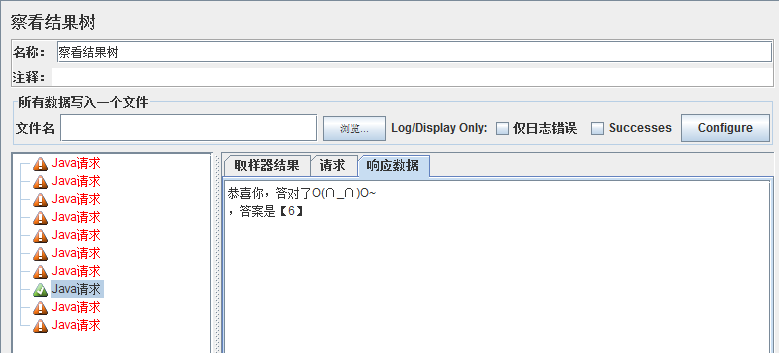 察看结果树
名称： 察看结果树
注释：
所有数据写入一个文件
文件名 浏览... Log/Display Only: 仅日志错误 Successes Configure
Java请求
Java请求
Java请求
Java请求
Java请求
Java请求
Java请求
Java请求
Java请求
Java请求
取样器结果 请求 响应数据
恭喜你，答对了O(∩_∩)O~
，答案是【6】